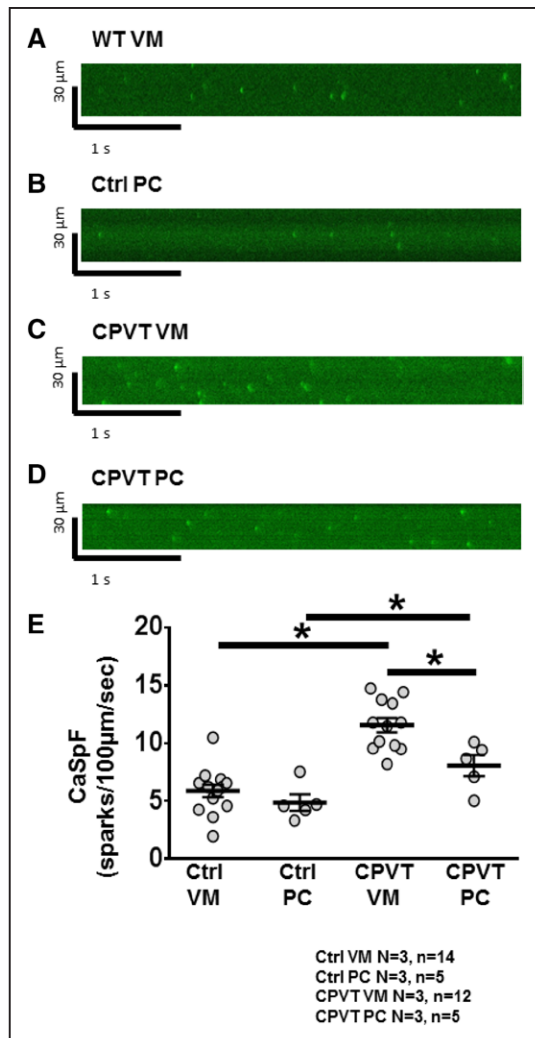 A
WT VM
30 µm
1 s
B
Ctrl PC
30 µm
1 s
C
CPVT VM
30 µm
1 s
D
CPVT PC
30 µm
1 s
E
CaSpF
(sparks/100µm/sec)
20
15
10
5
0
*
*
*
Ctrl
VM
Ctrl
PC
CPVT
VM
CPVT
PC
Ctrl VM N=3, n=14
Ctrl PC N=3, n=5
CPVT VM N=3, n=12
CPVT PC N=3, n=5